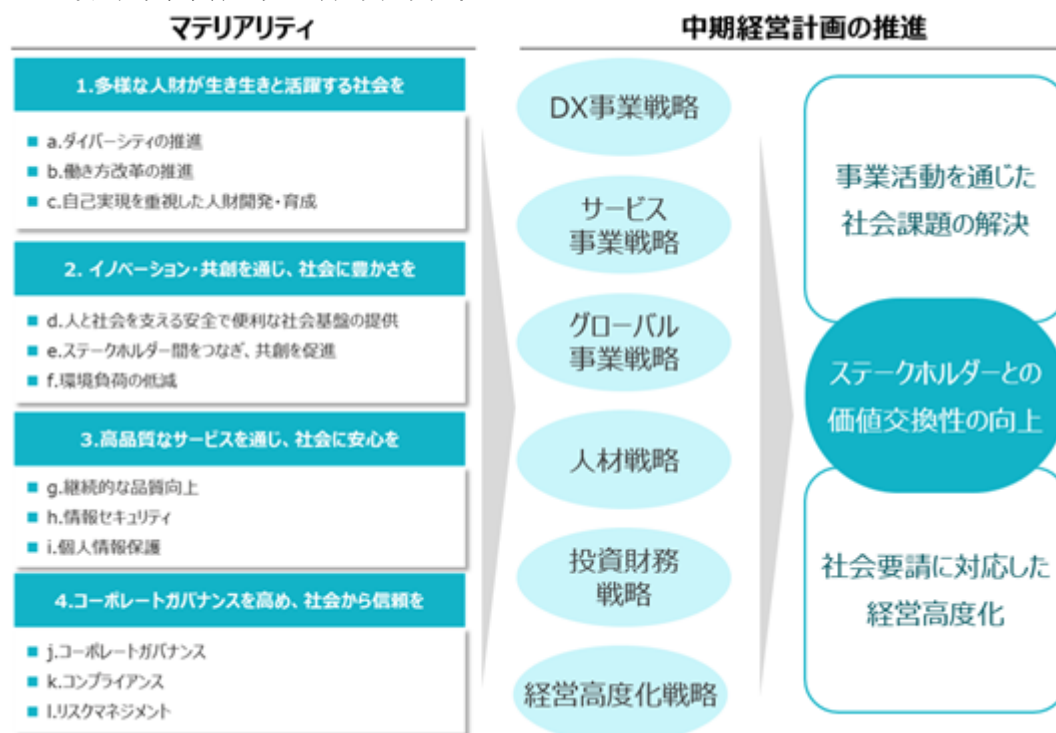 マテリアリティ
1.多様な人財が生き生きと活躍する社会を
a.ダイバーシティの推進
b.働き方改革の推進
c.自己実現を重視した人財開発・育成
2. イノベーション・共創を通じ、社会に豊かさを
d.人と社会を支える安全で便利な社会基盤の提供
e.ステークホルダー間をつなぎ、共創を促進
f.環境負荷の低減
3.高品質なサービスを通じ、社会に安心を
g.継続的な品質向上
h.情報セキュリティ
i.個人情報保護
4.コーポレートガバナンスを高め、社会から信頼を
j.コーポレートガバナンス
k.コンプライアンス
l.リスクマネジメント
中期経営計画の推進
DX事業戦略
サービス
事業戦略
グローバル
事業戦略
人材戦略
投資財務
戦略
経営高度化戦略
事業活動を通じた
社会課題の解決
ステークホルダーとの
価値交換性の向上
社会要請に対応した
経営高度化